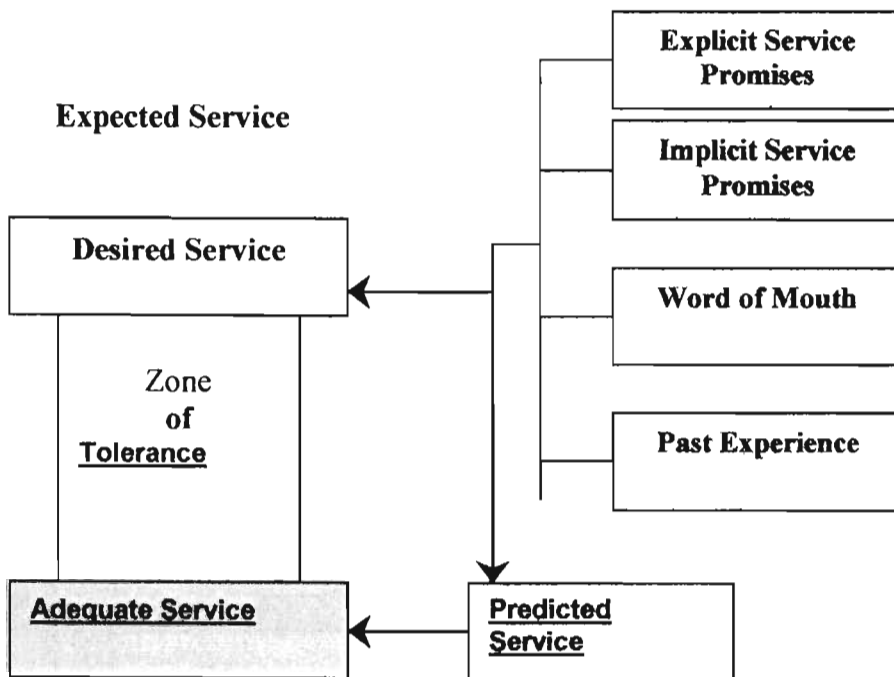 Expected Service
Desired Service
Zone
of
Tolerance
Adequate Service
Explicit Service
Promises
Implicit Service
Promises
Word of Mouth
Past Experience
Predicted
Service